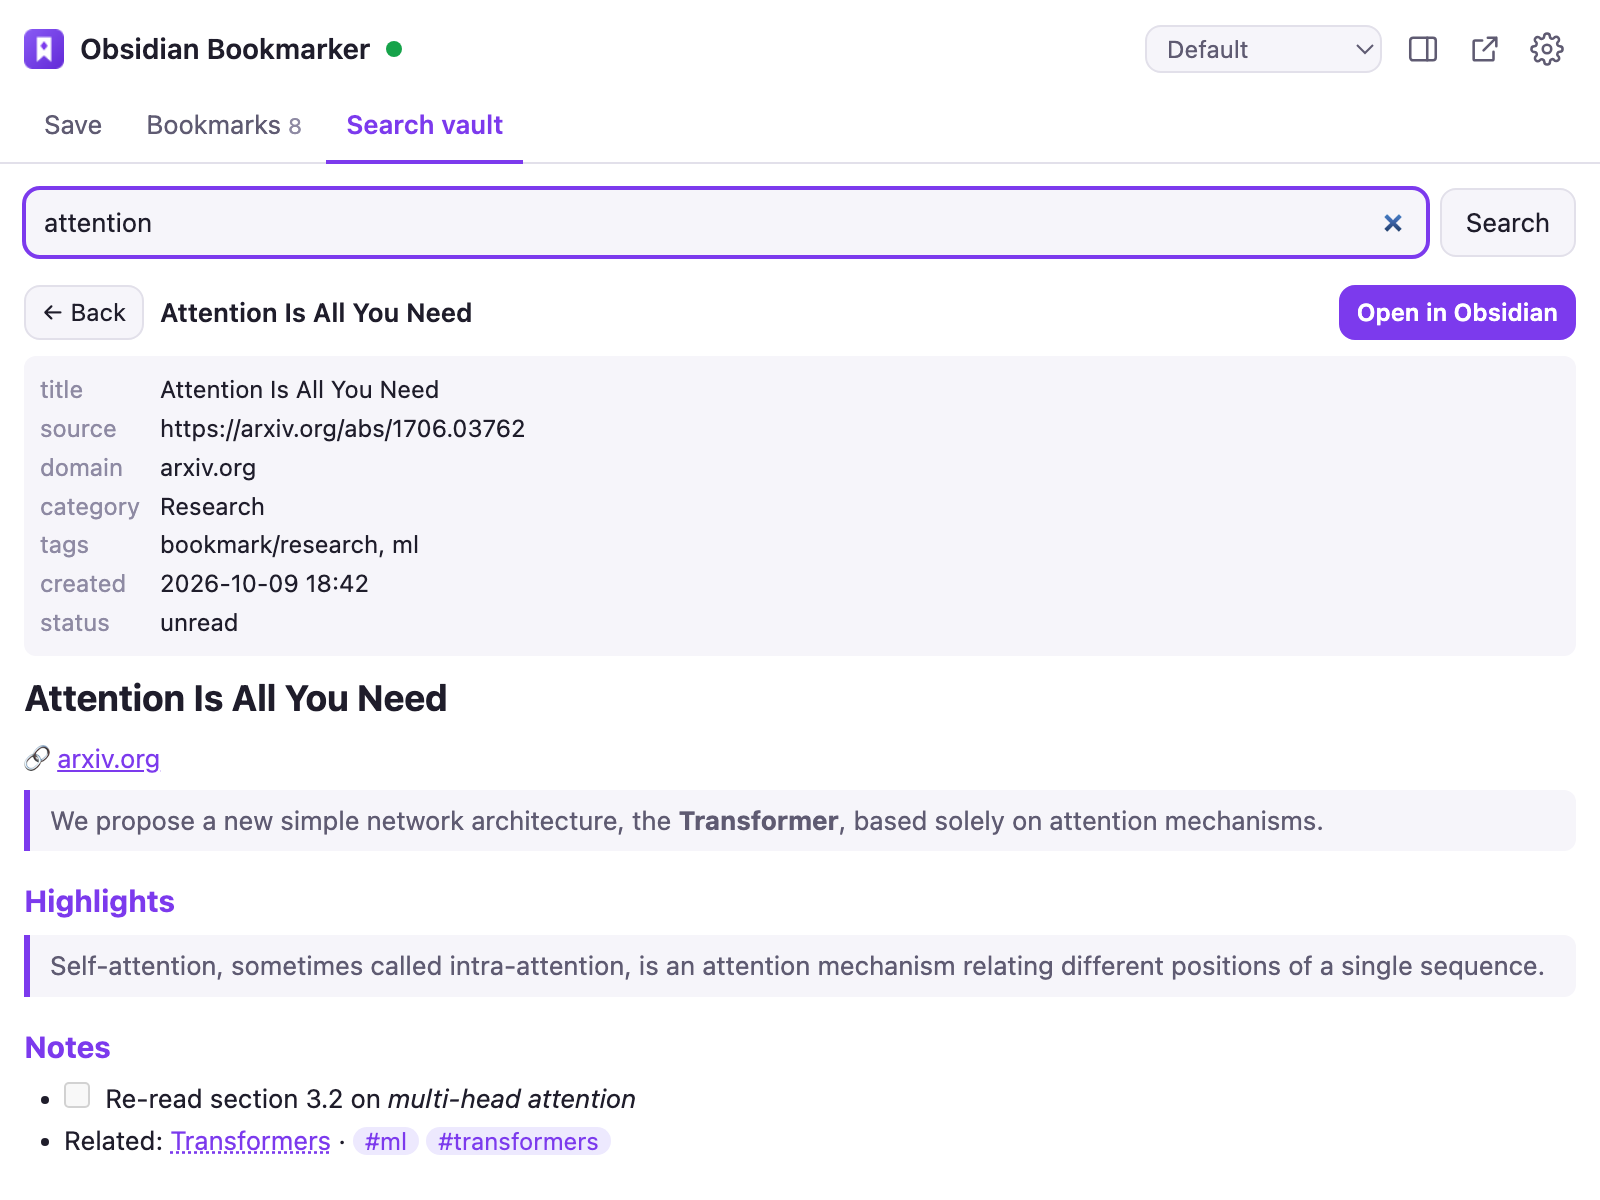 Obsidian Bookmarker
Default
Save
Bookmarks 8
Search vault
attention
Search
← Back
Attention Is All You Need
Open in Obsidian
title Attention Is All You Need
source https://arxiv.org/abs/1706.03762
domain arxiv.org
category Research
tags bookmark/research, ml
created 2026-10-09 18:42
status unread
Attention Is All You Need
🔗 arxiv.org
We propose a new simple network architecture, the Transformer, based solely on attention mechanisms.
Highlights
Self-attention, sometimes called intra-attention, is an attention mechanism relating different positions of a single sequence.
Notes
• Re-read section 3.2 on multi-head attention
• Related: Transformers · #ml #transformers